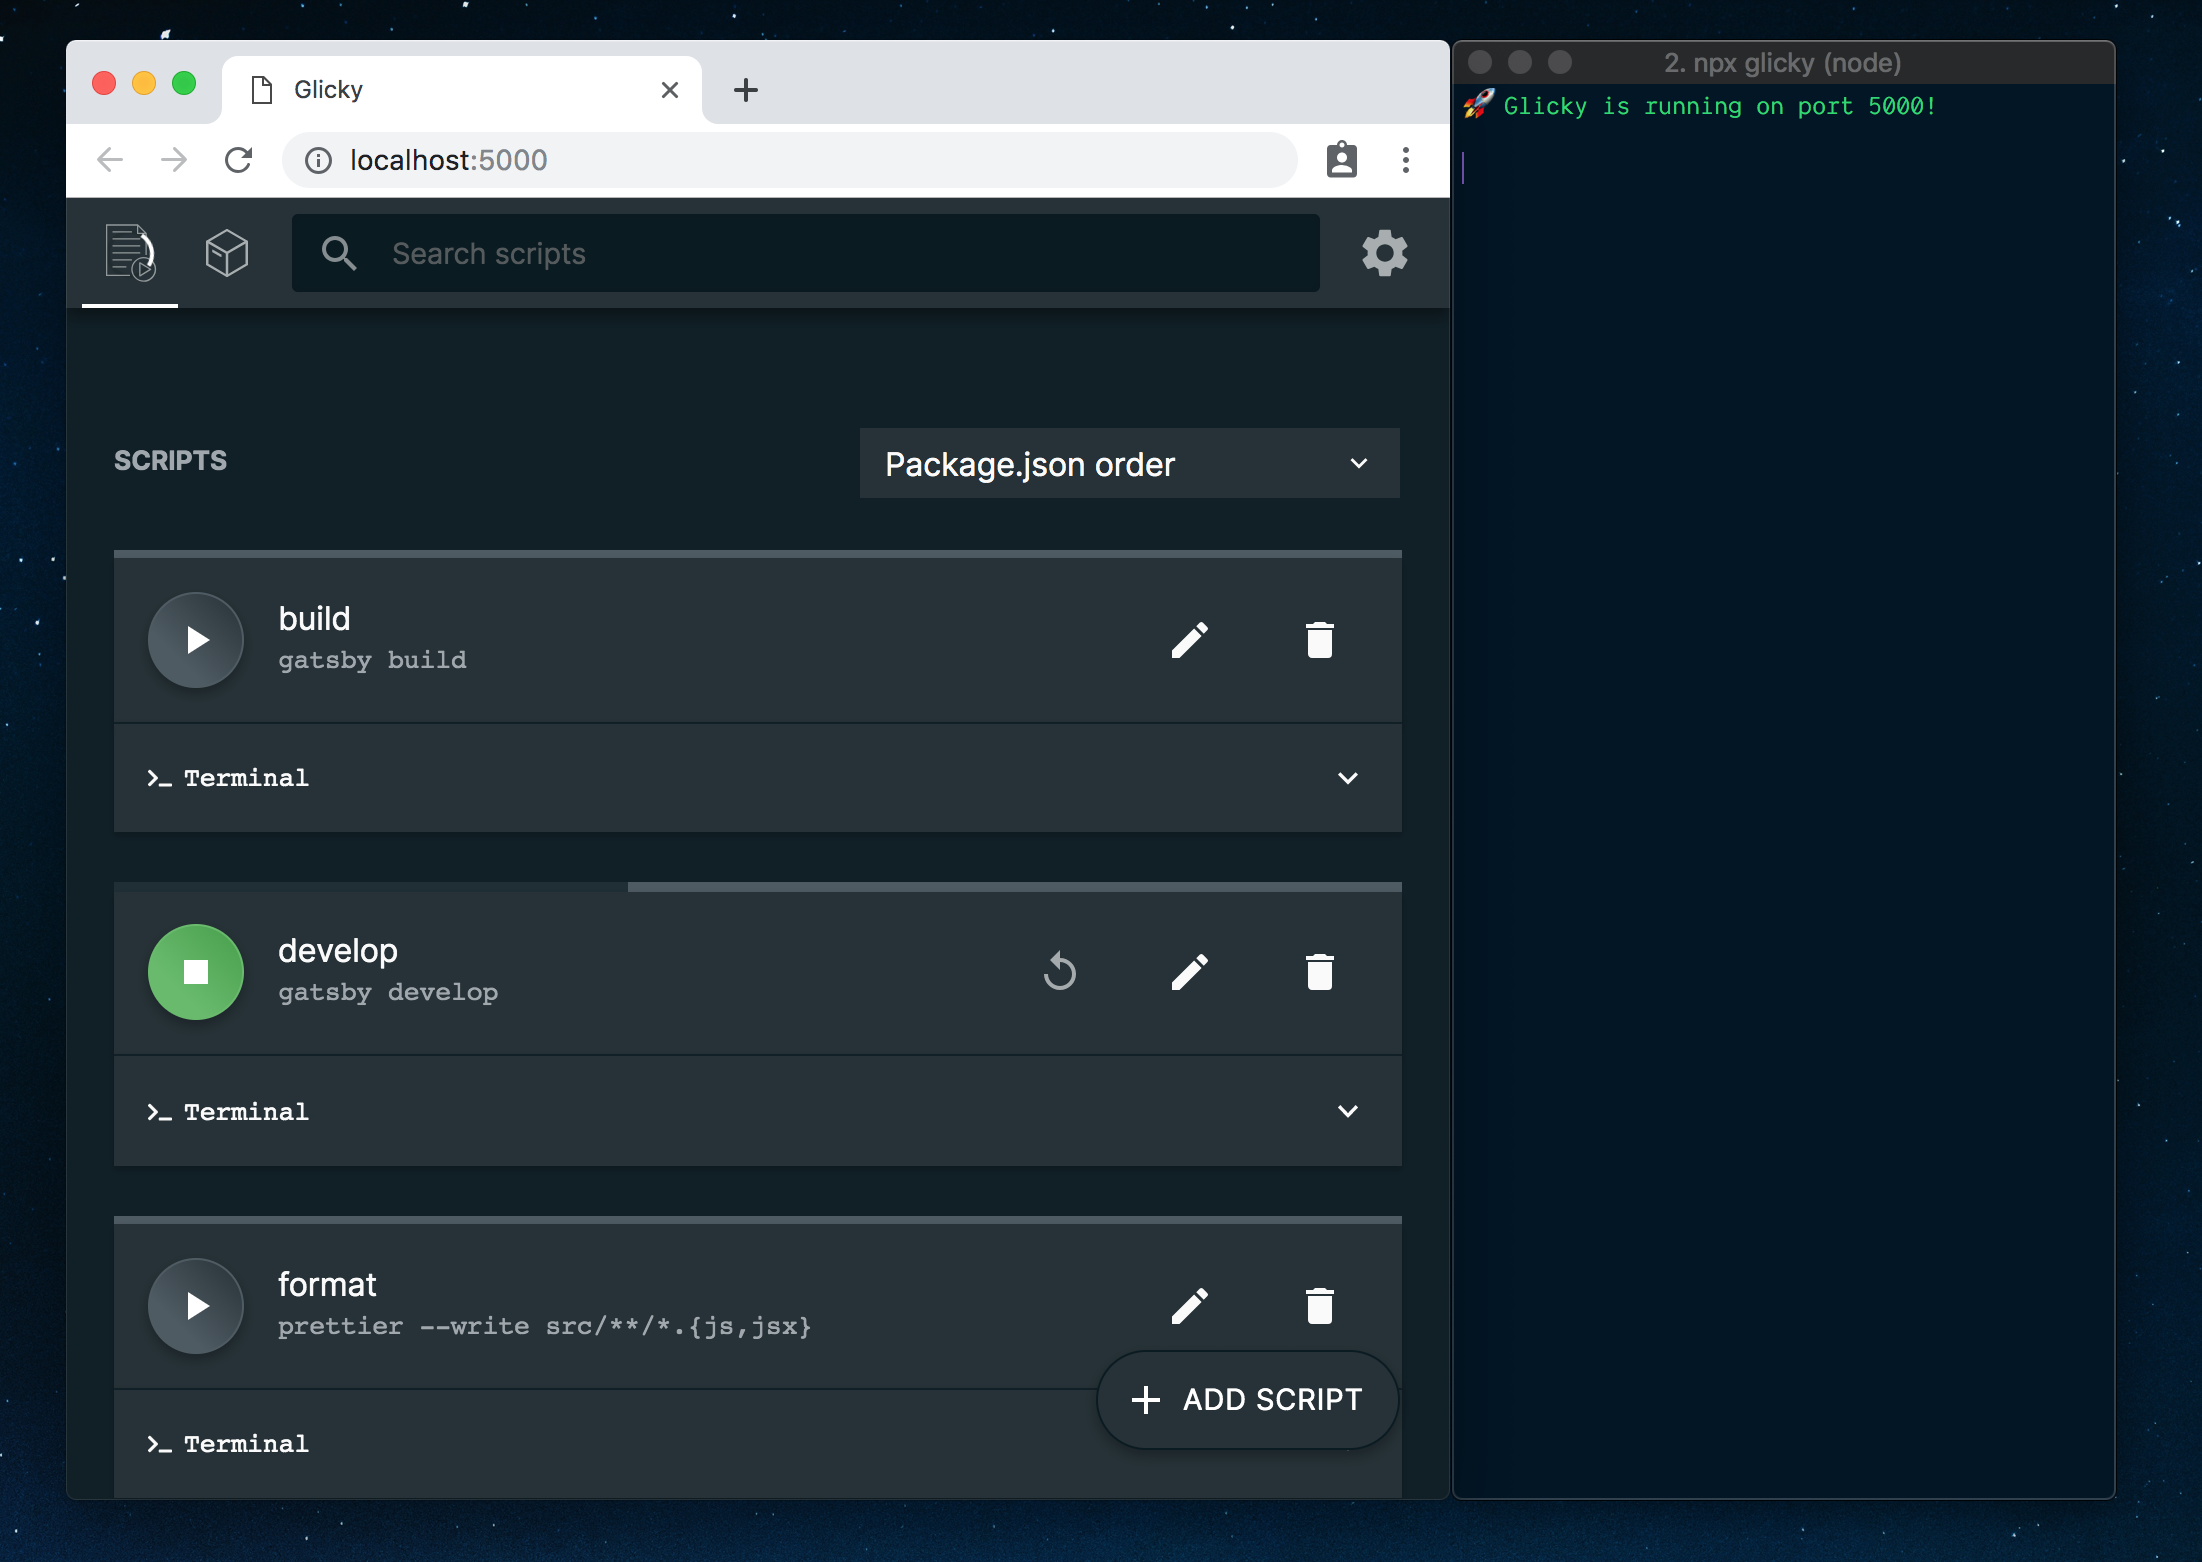 Glicky
localhost:5000
Search scripts
SCRIPTS
Package.json order
build
gatsby build
>_ Terminal
develop
gatsby develop
>_ Terminal
format
prettier --write src/**/*.{js,jsx}
ADD SCRIPT
>_ Terminal
2. npx glicky (node)
🚀 Glicky is running on port 5000!